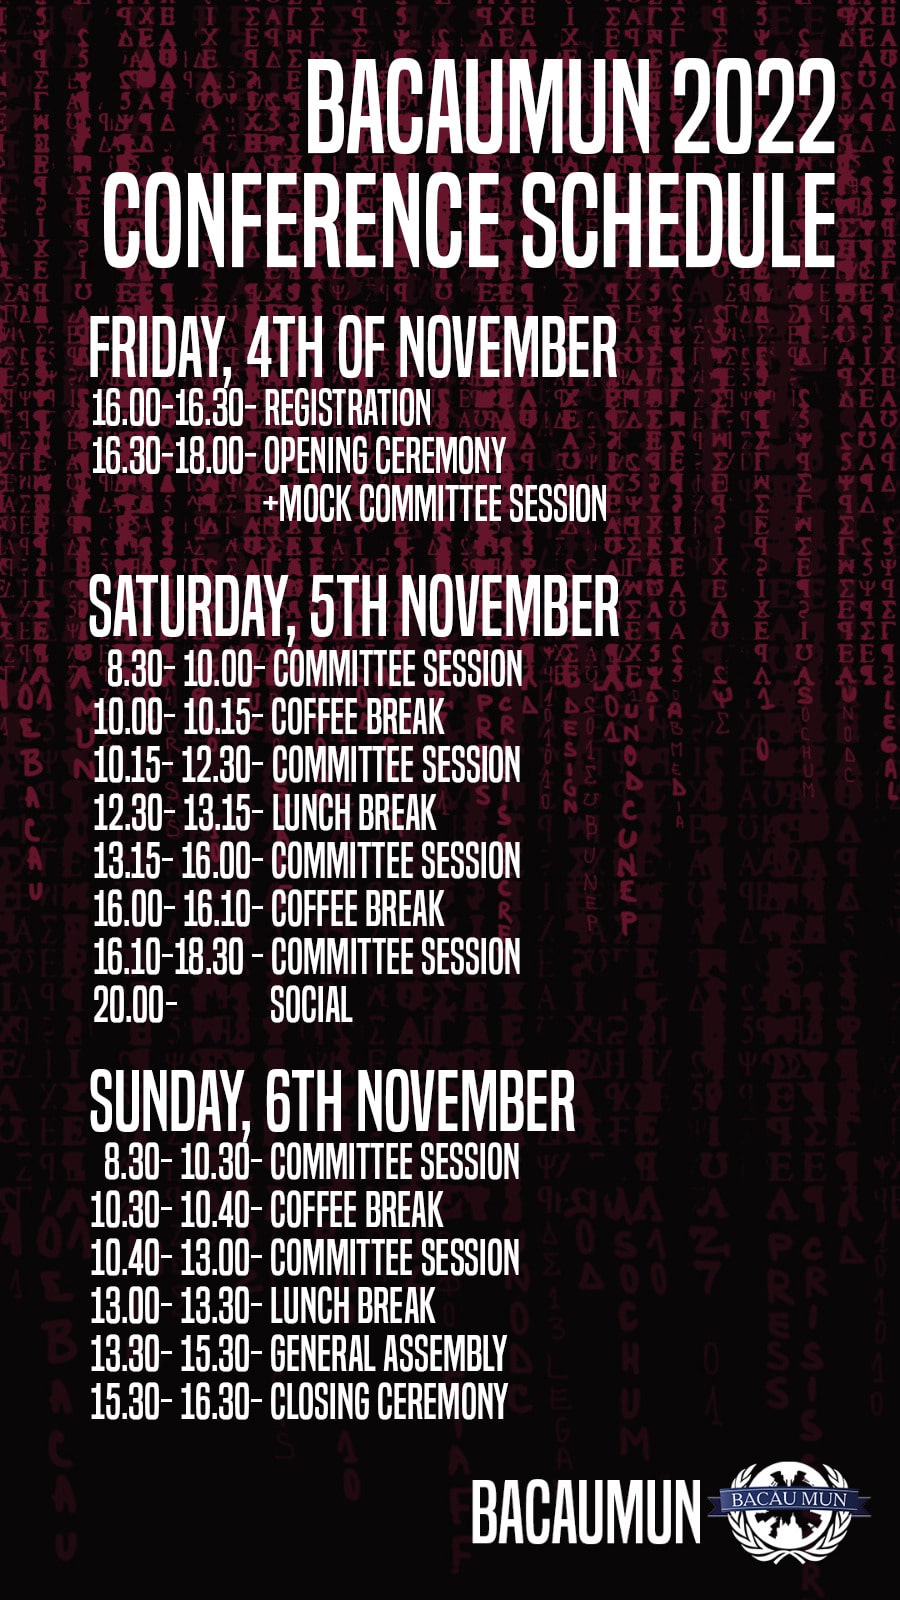 BACAUMUN 2022
CONFERENCE SCHEDULE
FRIDAY, 4TH OF NOVEMBER
16.00-16.30- REGISTRATION
16.30-18.00- OPENING CEREMONY
+MOCK COMMITTEE SESSION
SATURDAY, 5TH NOVEMBER
8.30- 10.00- COMMITTEE SESSION
10.00- 10.15- COFFEE BREAK
10.15- 12.30- COMMITTEE SESSION
12.30- 13.15- LUNCH BREAK
13.15- 16.00- COMMITTEE SESSION
16.00- 16.10- COFFEE BREAK
16.10-18.30 - COMMITTEE SESSION
20.00- SOCIAL
SUNDAY, 6TH NOVEMBER
8.30- 10.30- COMMITTEE SESSION
10.30- 10.40- COFFEE BREAK
10.40- 13.00- COMMITTEE SESSION
13.00- 13.30- LUNCH BREAK
13.30- 15.30- GENERAL ASSEMBLY
15.30- 16.30- CLOSING CEREMONY
BACAUMUN
BACĂU MUN